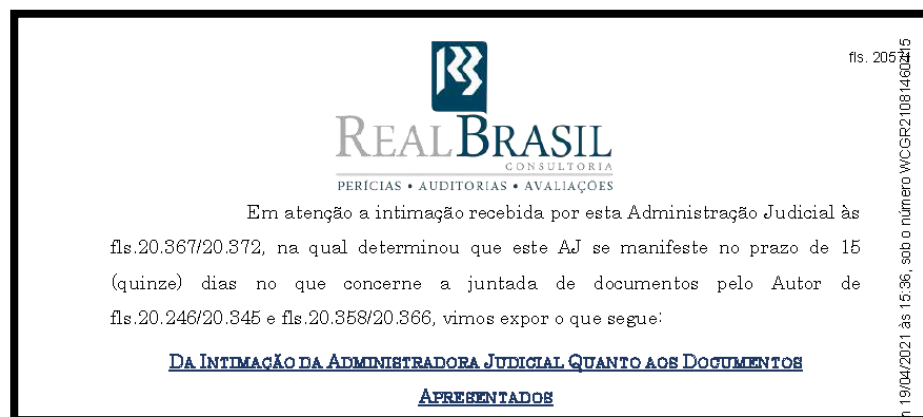 fls. 20571
REAL BRASIL
CONSULTORIA
PERÍCIAS • AUDITORIAS • AVALIAÇÕES
Em atenção a intimação recebida por esta Administração Judicial às
fls.20.367/20.372, na qual determinou que este AJ se manifeste no prazo de 15
(quinze) dias no que concerne a juntada de documentos pelo Autor de
fls.20.246/20.345 e fls.20.358/20.366, vimos expor o que segue:
DA INTIMAÇÃO DA ADMINISTRADORA JUDICIAL QUANTO AOS DOCUMENTOS
APRESENTADOS
19/04/2021 às 15:36, sob o número